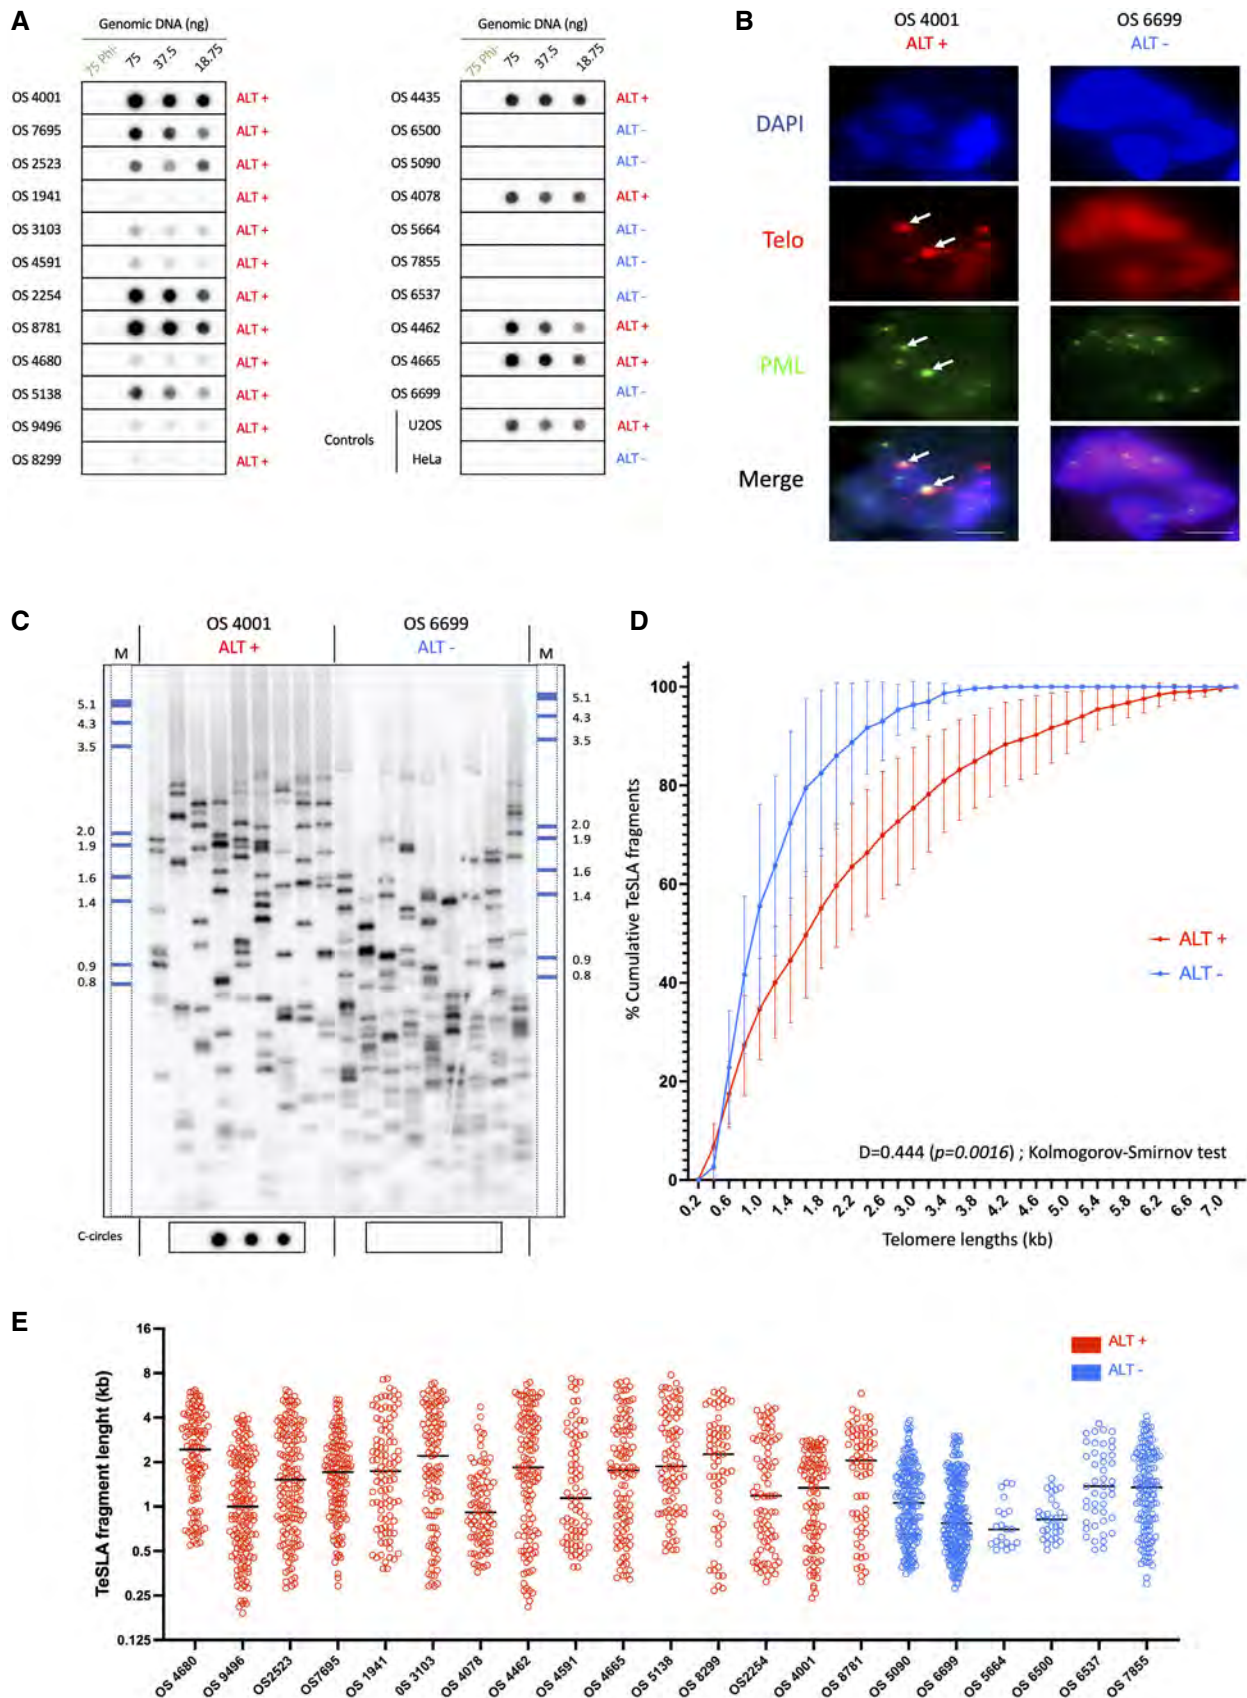 A
Genomic DNA (ng)
75 Phi-
75
37.5
18.75
OS 4001 ALT +
OS 7695 ALT +
OS 2523 ALT +
OS 1941 ALT +
OS 3103 ALT +
OS 4591 ALT +
OS 2254 ALT +
OS 8781 ALT +
OS 4680 ALT +
OS 5138 ALT +
OS 9496 ALT +
OS 8299 ALT +
Genomic DNA (ng)
75 Phi-
75
37.5
18.75
OS 4435 ALT +
OS 6500 ALT -
OS 5090 ALT -
OS 4078 ALT +
OS 5664 ALT -
OS 7855 ALT -
OS 6537 ALT -
OS 4462 ALT +
OS 4665 ALT +
OS 6699 ALT -
Controls
U2OS ALT +
HeLa ALT -
B
OS 4001 OS 6699
ALT + ALT -
DAPI
Telo
PML
Merge
C
OS 4001 OS 6699
ALT + ALT -
M M
5.1 5.1
4.3 4.3
3.5 3.5
2.0 2.0
1.9 1.9
1.6 1.6
1.4 1.4
0.9 0.9
0.8 0.8
C-circles
D
% Cumulative TeSLA fragments
100
80
60
40
20
0
ALT +
ALT -
D=0.444 (p=0.0016) ; Kolmogorov-Smirnov test
0.2 0.6 1.0 1.4 1.8 2.2 2.6 3.0 3.4 3.8 4.2 4.6 5.0 5.4 5.8 6.2 6.6 7.0
Telomere lengths (kb)
E
TeSLA fragment lenght (kb)
16
8
4
2
1
0.5
0.25
0.125
ALT +
ALT -
OS 4680 OS 9496 OS2523 OS7695 OS 1941 0S 3103 OS 4078 OS 4462 OS 4591 OS 4665 OS 5138 OS 8299 OS2254 OS 4001 OS 8781 OS 5090 OS 6699 OS 5664 OS 6500 OS 6537 OS 7855